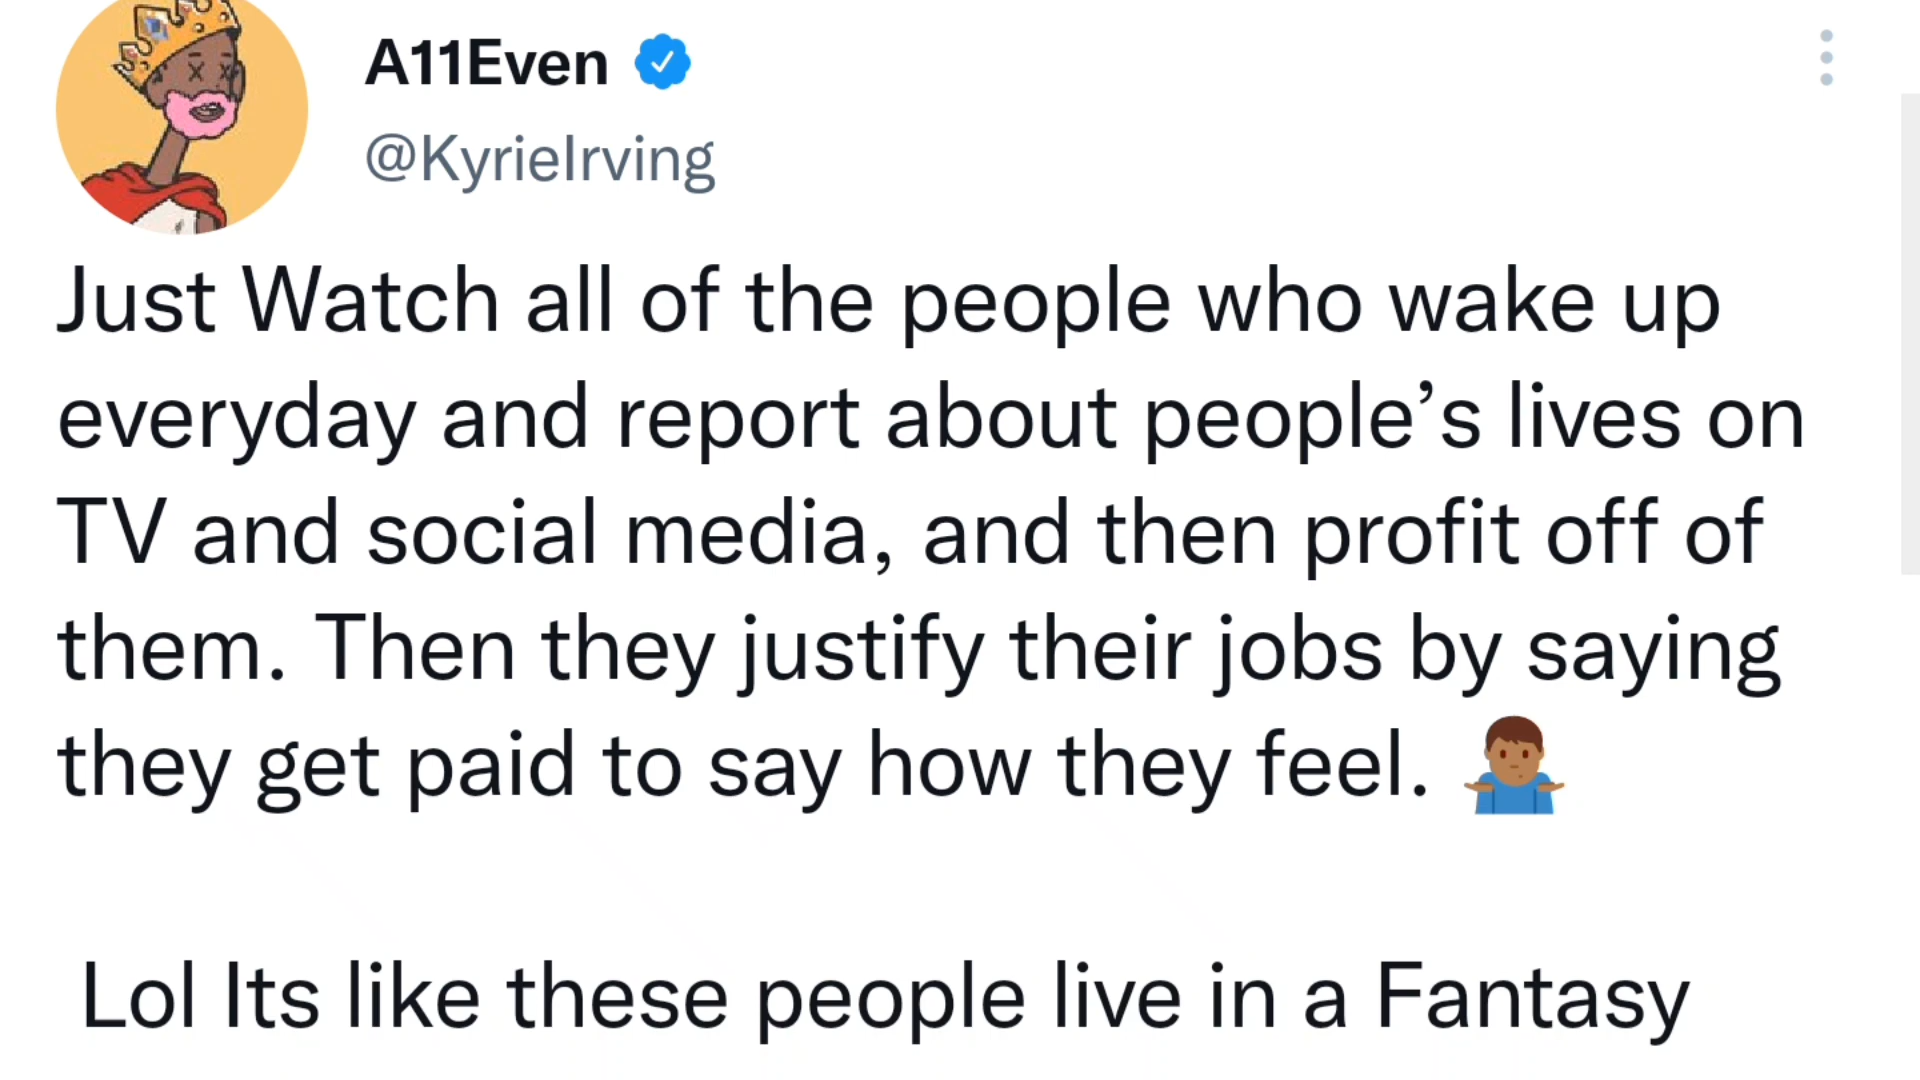 A11Even
@KyrieIrving
Just Watch all of the people who wake up
everyday and report about people’s lives on
TV and social media, and then profit off of
them. Then they justify their jobs by saying
they get paid to say how they feel. 🤷🏾‍♂️
Lol Its like these people live in a Fantasy